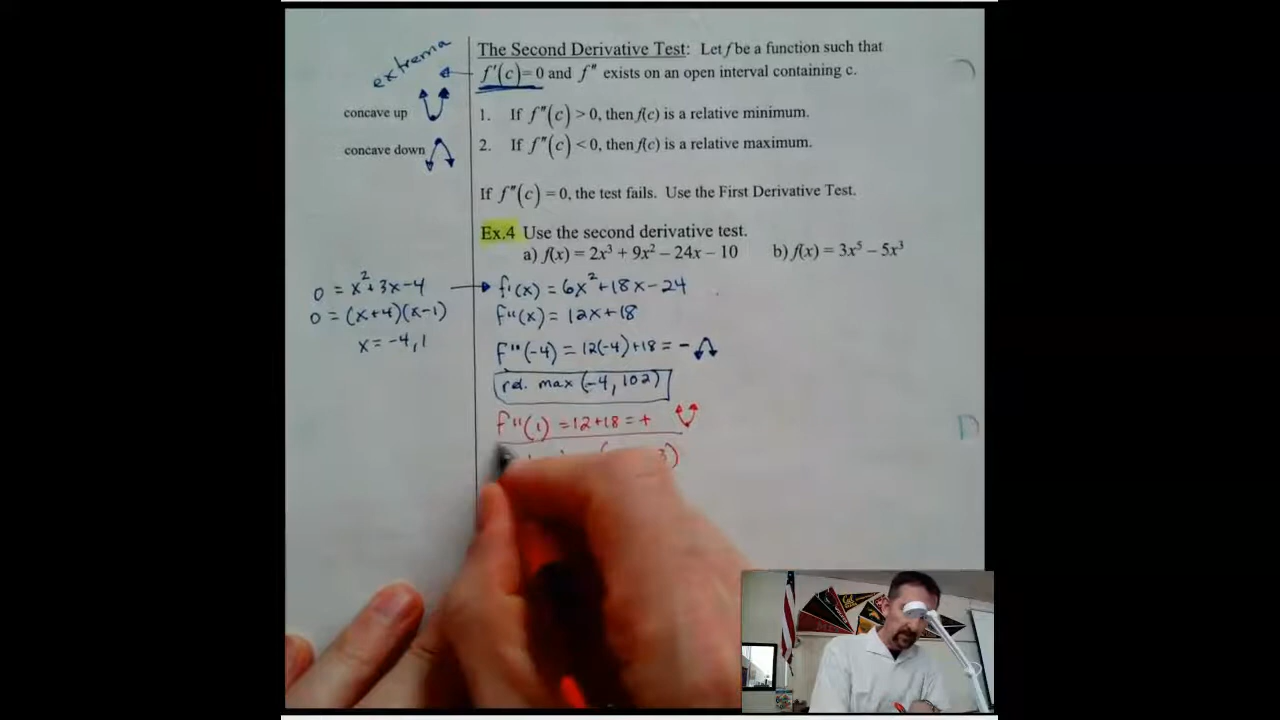 extrema
concave up
concave down
The Second Derivative Test: Let f be a function such that
f'(c) = 0 and f" exists on an open interval containing c.
1. If f"(c) > 0, then f(c) is a relative minimum.
2. If f"(c) < 0, then f(c) is a relative maximum.
If f"(c) = 0, the test fails. Use the First Derivative Test.
Ex.4 Use the second derivative test.
a) f(x) = 2x³ + 9x² – 24x – 10 b) f(x) = 3x⁵ – 5x³
0 = x²+3x-4
0 = (x+4)(x-1)
x = -4, 1
f'(x) = 6x²+18x-24
f"(x) = 12x+18
f"(-4) = 12(-4)+18 = -
rel. max (-4, 102)
f"(1) = 12+18 = +
( 3)